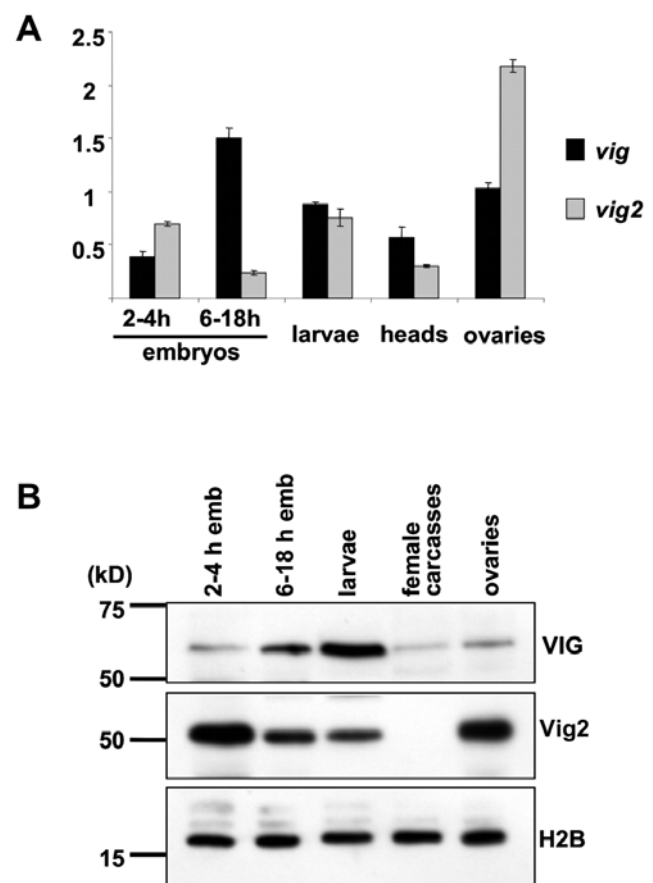 A
2.5
2
1.5
1
0.5
vig
vig2
2-4h 6-18h
embryos
larvae heads ovaries
B
(kD)
2-4 h emb
6-18 h emb
larvae
female
carcasses
ovaries
75
50
VIG
50
Vig2
15
H2B